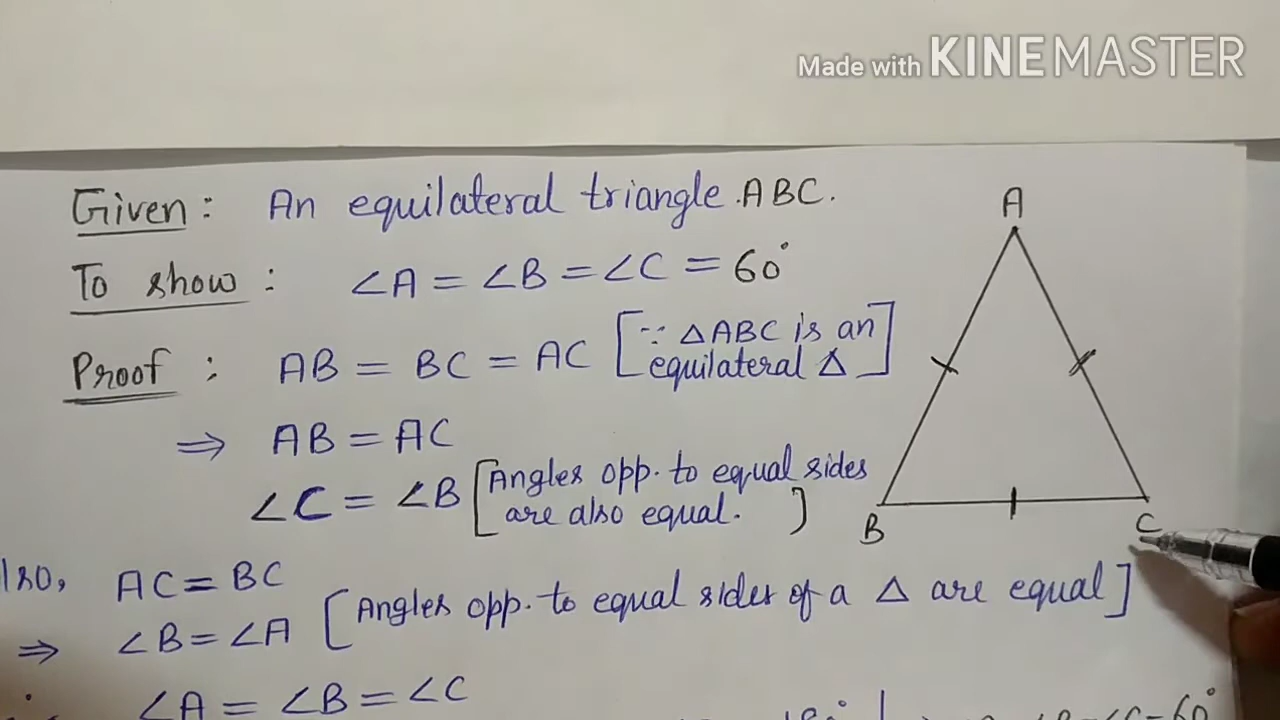 Made with KINEMASTER
Given: An equilateral triangle ABC.
A
To show: ∠A = ∠B = ∠C = 60°
Proof: AB = BC = AC [∵ △ABC is an
equilateral △]
⇒ AB = AC
∠C = ∠B [Angles opp. to equal sides
are also equal.]
B
C
AC = BC
⇒ ∠B = ∠A [Angles opp. to equal sides of a △ are equal]
∠A = ∠B = ∠C